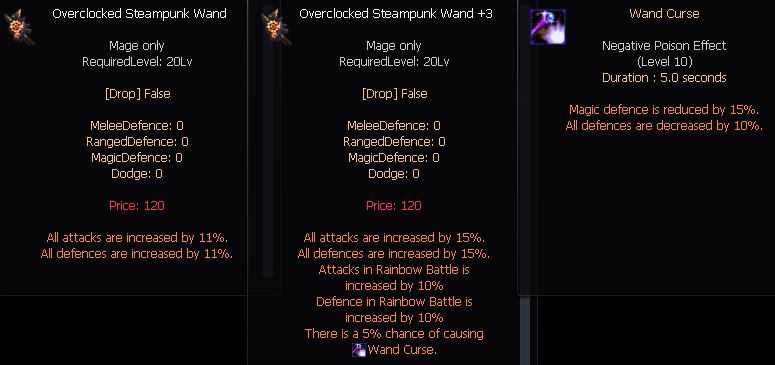 Overclocked Steampunk Wand
Mage only
RequiredLevel: 20Lv
[Drop] False
MeleeDefence: 0
RangedDefence: 0
MagicDefence: 0
Dodge: 0
Price: 120
All attacks are increased by 11%.
All defences are increased by 11%.
Overclocked Steampunk Wand +3
Mage only
RequiredLevel: 20Lv
[Drop] False
MeleeDefence: 0
RangedDefence: 0
MagicDefence: 0
Dodge: 0
Price: 120
All attacks are increased by 15%.
All defences are increased by 15%.
Attacks in Rainbow Battle is
increased by 10%
Defence in Rainbow Battle is
increased by 10%
There is a 5% chance of causing
Wand Curse.
Wand Curse
Negative Poison Effect
(Level 10)
Duration : 5.0 seconds
Magic defence is reduced by 15%.
All defences are decreased by 10%.